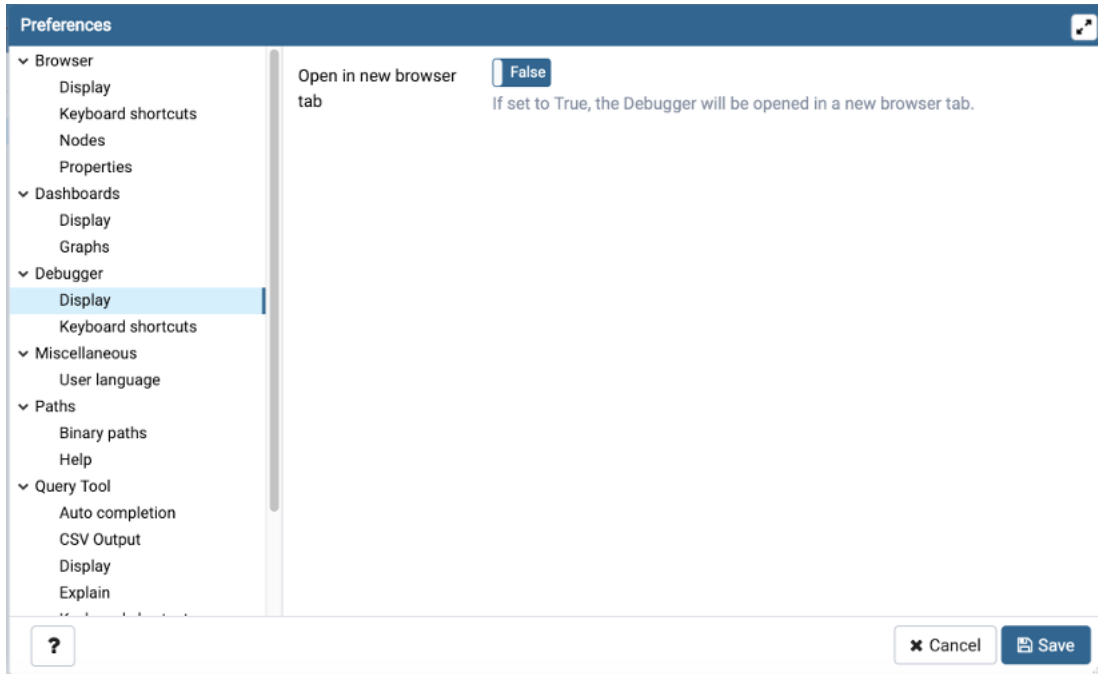 Preferences
Browser
Display
Keyboard shortcuts
Nodes
Properties
Dashboards
Display
Graphs
Debugger
Display
Keyboard shortcuts
Miscellaneous
User language
Paths
Binary paths
Help
Query Tool
Auto completion
CSV Output
Display
Explain
Open in new browser
tab
False
If set to True, the Debugger will be opened in a new browser tab.
?
Cancel
Save